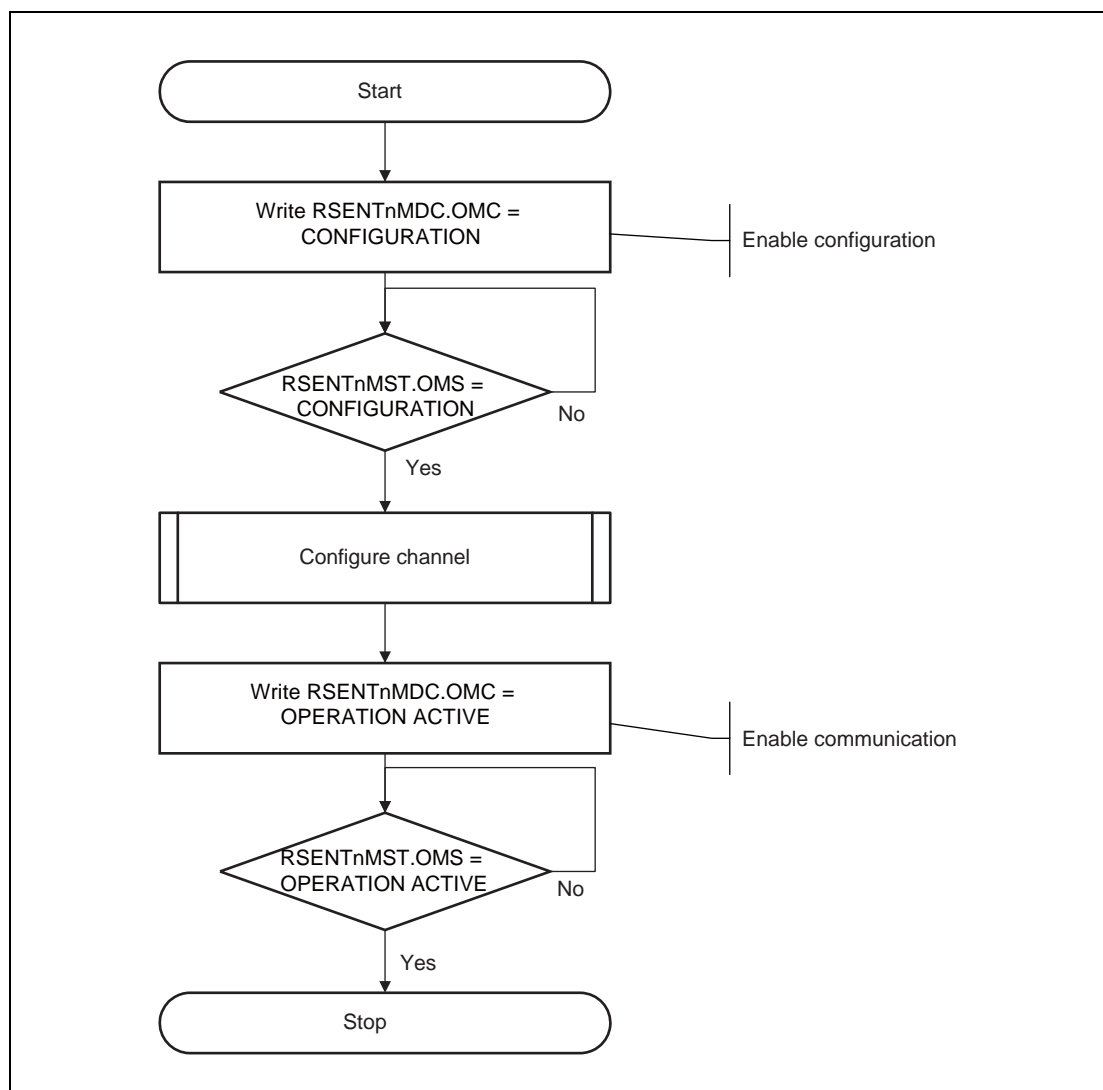 Start
Write RSENTnMDC.OMC =
CONFIGURATION
Enable configuration
RSENTnMST.OMS =
CONFIGURATION
No
Yes
Configure channel
Write RSENTnMDC.OMC =
OPERATION ACTIVE
Enable communication
RSENTnMST.OMS =
OPERATION ACTIVE
No
Yes
Stop